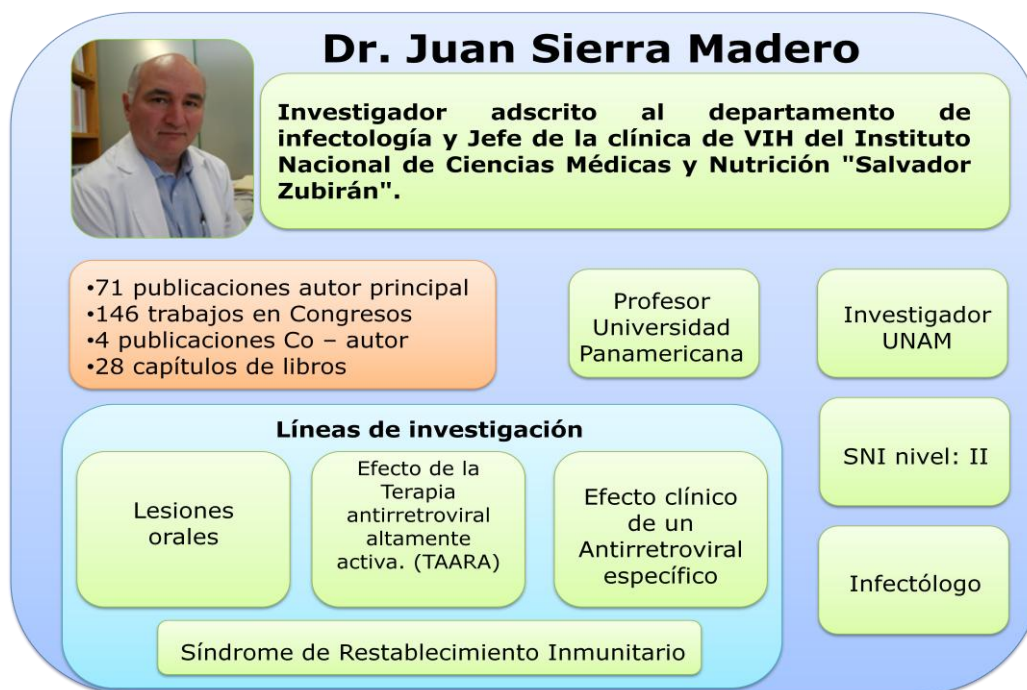 Dr. Juan Sierra Madero
Investigador adscrito al departamento de
infectología y Jefe de la clínica de VIH del Instituto
Nacional de Ciencias Médicas y Nutrición "Salvador
Zubirán".
•71 publicaciones autor principal
•146 trabajos en Congresos
•4 publicaciones Co – autor
•28 capítulos de libros
Profesor
Universidad
Panamericana
Investigador
UNAM
Líneas de investigación
Lesiones
orales
Efecto de la
Terapia
antirretroviral
altamente
activa. (TAARA)
Efecto clínico
de un
Antirretroviral
específico
Síndrome de Restablecimiento Inmunitario
SNI nivel: II
Infectólogo